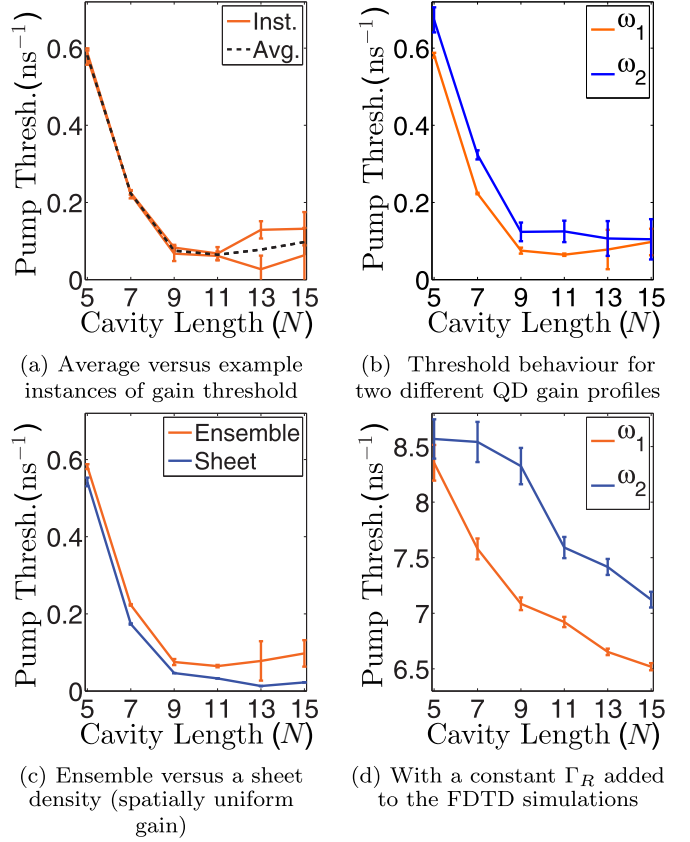 Pump Thresh.(ns⁻¹)
0.6
0.4
0.2
0
Inst.
Avg.
5 7 9 11 13 15
Cavity Length (N)
(a) Average versus example
instances of gain threshold
Pump Thresh.(ns⁻¹)
0.6
0.4
0.2
0
ω₁
ω₂
5 7 9 11 13 15
Cavity Length (N)
(b) Threshold behaviour for
two different QD gain profiles
Pump Thresh.(ns⁻¹)
0.6
0.4
0.2
0
Ensemble
Sheet
5 7 9 11 13 15
Cavity Length (N)
(c) Ensemble versus a sheet
density (spatially uniform
gain)
Pump Thresh.(ns⁻¹)
8.5
8
7.5
7
6.5
ω₁
ω₂
5 7 9 11 13 15
Cavity Length (N)
(d) With a constant Γ_R added
to the FDTD simulations